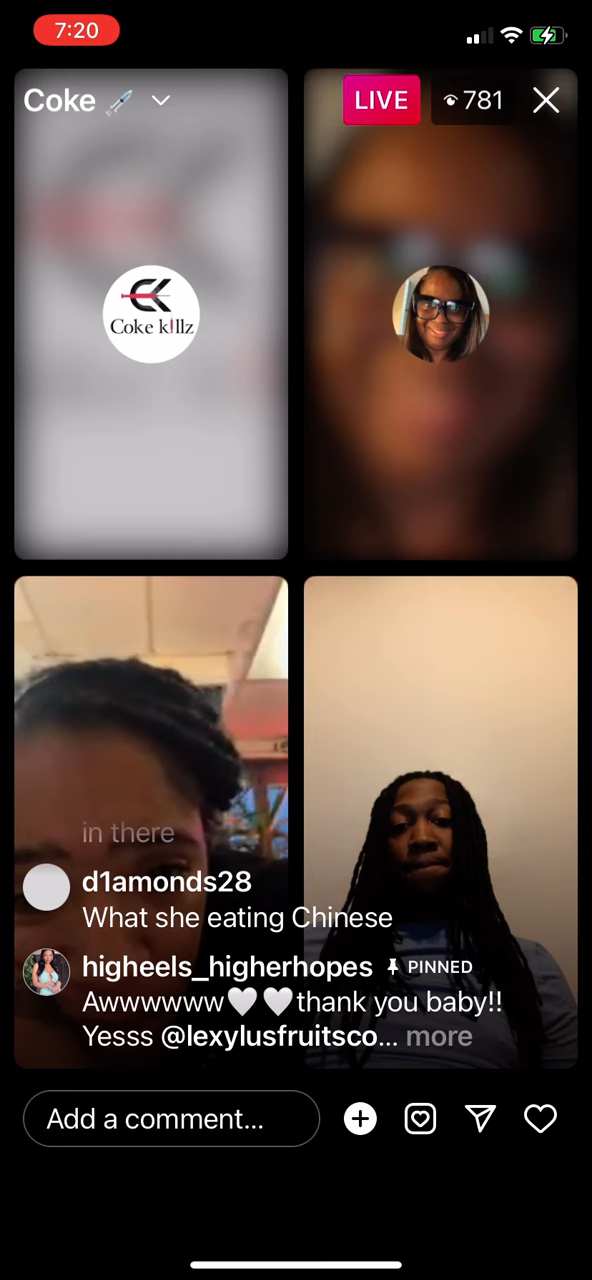 7:20
Coke
LIVE
781
Coke k!llz
in there
d1amonds28
What she eating Chinese
higheels_higherhopes PINNED
Awwwwww🤍🤍thank you baby!!
Yesss @lexylusfruitsco... more
Add a comment...